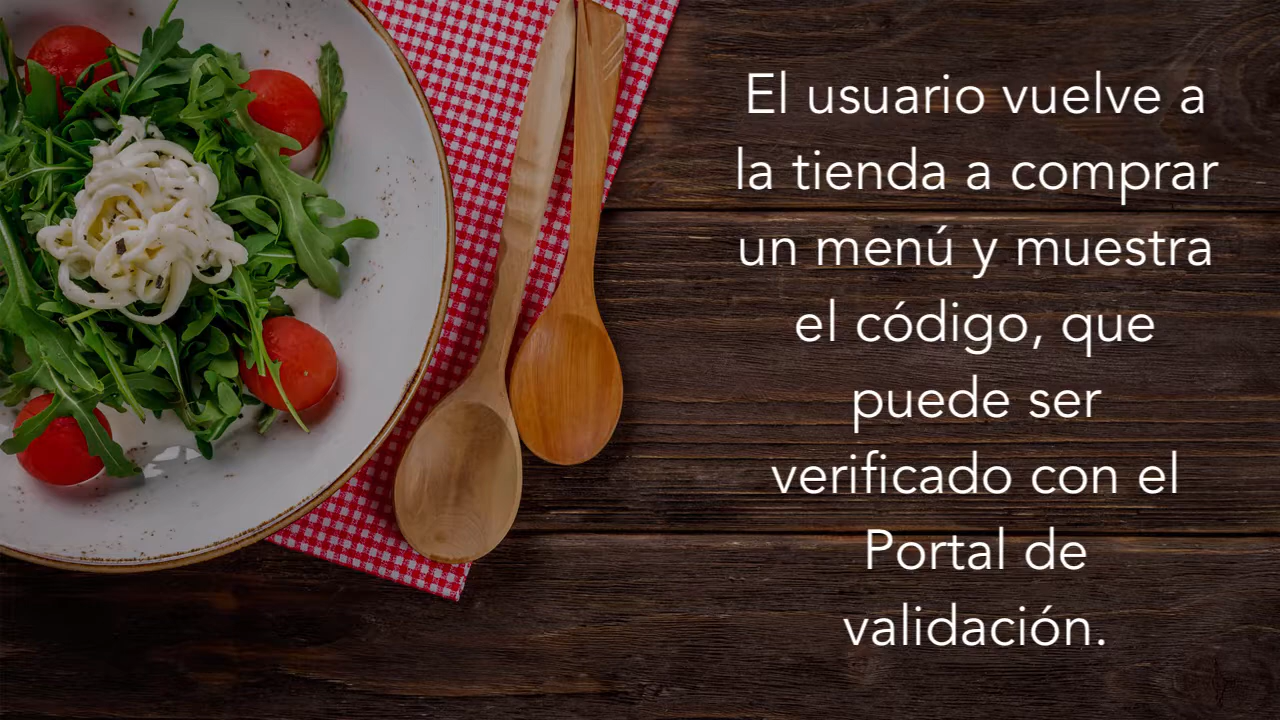 El usuario vuelve a
la tienda a comprar
un menú y muestra
el código, que
puede ser
verificado con el
Portal de
validación.